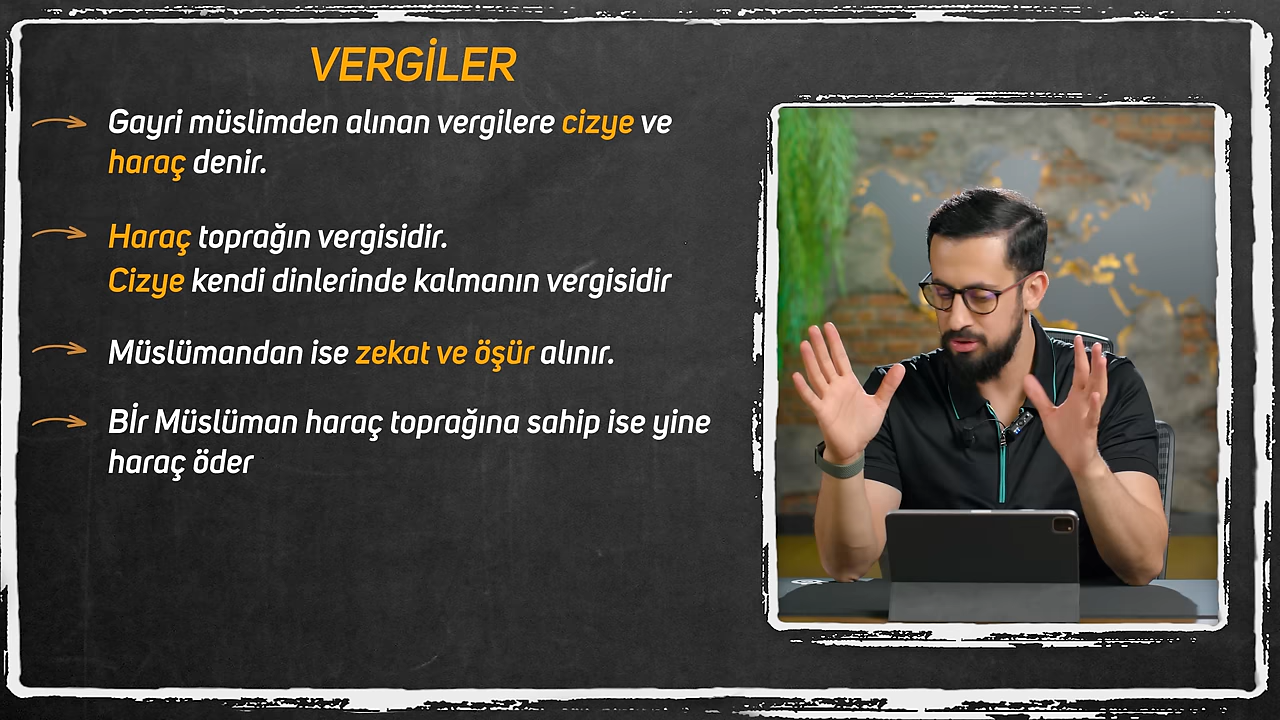 VERGİLER
Gayri müslimden alınan vergilere cizye ve
haraç denir.
Haraç toprağın vergisidir.
Cizye kendi dinlerinde kalmanın vergisidir
Müslümandan ise zekat ve öşür alınır.
Bİr Müslüman haraç toprağına sahip ise yine
haraç öder